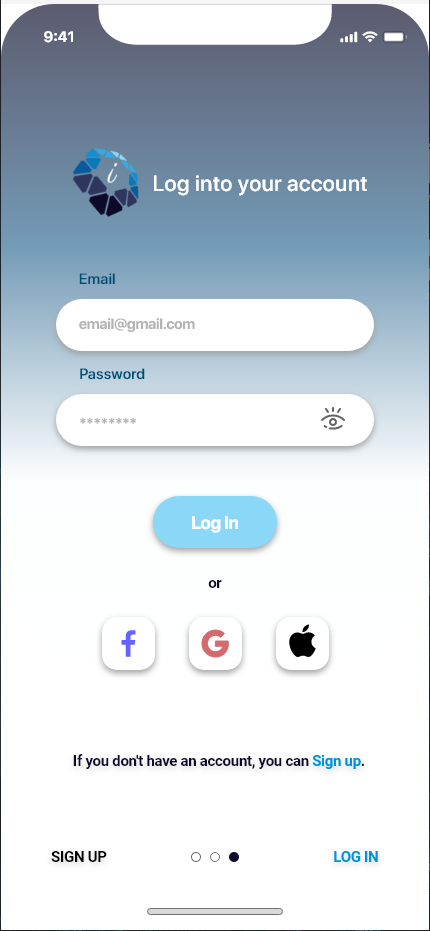 9:41
i
Log into your account
Email
email@gmail.com
Password
********
Log In
or
If you don't have an account, you can Sign up.
SIGN UP
LOG IN